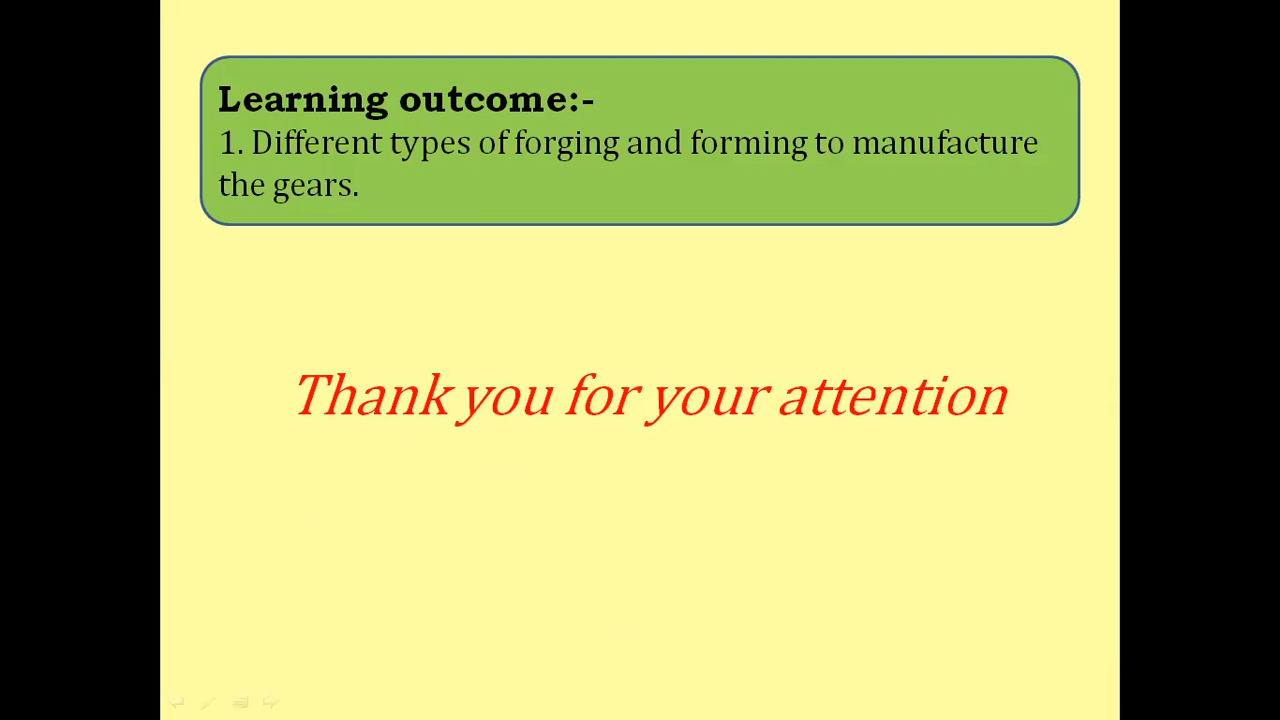 Learning outcome:-
1. Different types of forging and forming to manufacture
the gears.
Thank you for your attention